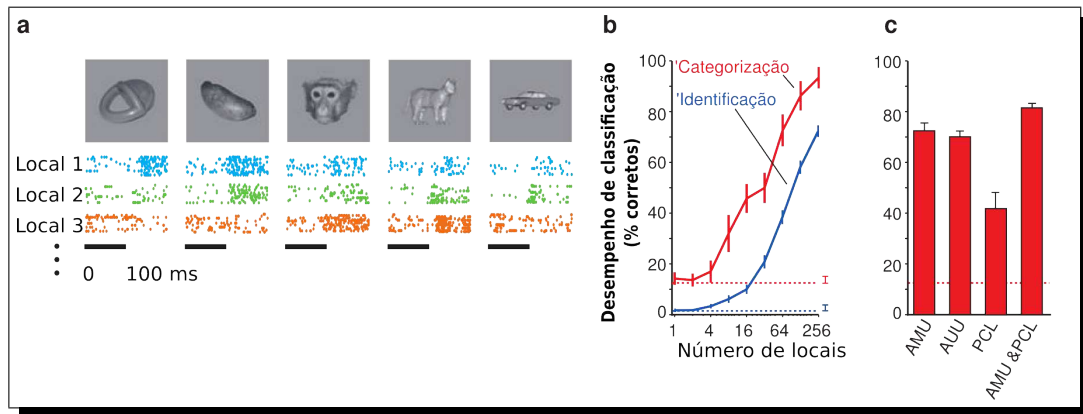 a
Local 1
Local 2
Local 3
0 100 ms
b
Desempenho de classificação
(% corretos)
100
80
60
40
20
0
'Categorização
'Identificação
1 4 16 64 256
Número de locais
c
100
80
60
40
20
0
AMU
AUU
PCL
AMU &PCL